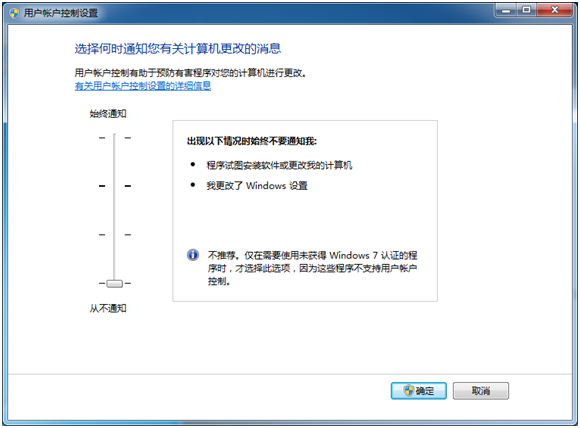 用户帐户控制设置
选择何时通知您有关计算机更改的消息
用户帐户控制有助于预防有害程序对您的计算机进行更改。
有关用户帐户控制设置的详细信息
始终通知
出现以下情况时始终不要通知我:
程序试图安装软件或更改我的计算机
我更改了 Windows 设置
不推荐。仅在需要使用未获得 Windows 7 认证的程
序时，才选择此选项，因为这些程序不支持用户帐户
控制。
从不通知
确定
取消